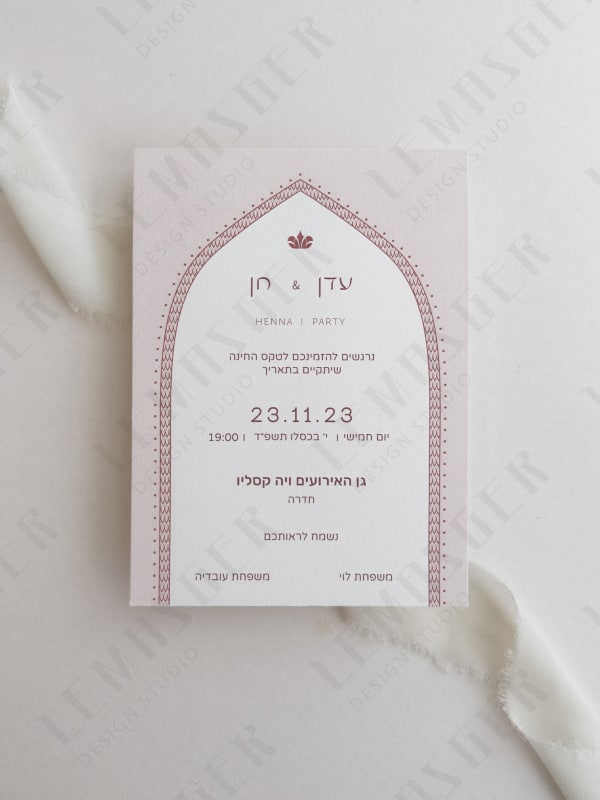 עדן & חן
HENNA | PARTY
נרגשים להזמינכם לטקס החינה
שיתקיים בתאריך
23.11.23
יום חמישי ו י' בכסלו תשפ״ד ו 19:00
גן האירועים ויה קסליו
חדרה
נשמח לראותכם
משפחת לוי משפחת עובדיה
LEMASGER
DESIGN STUDIO